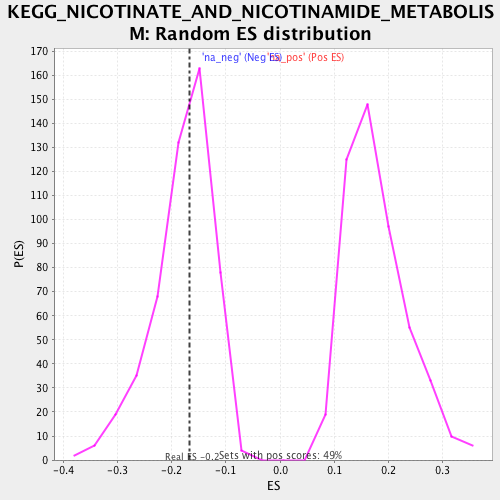 KEGG_NICOTINATE_AND_NICOTINAMIDE_METABOLIS
M: Random ES distribution
'na_neg' (Neg ES)
'na_pos' (Pos ES)
170
160
150
140
130
120
110
100
90
80
70
60
50
40
30
20
10
0
P(ES)
Real ES -0.2
Sets with pos scores: 49%
-0.4 -0.3 -0.2 -0.1 0.0 0.1 0.2 0.3
ES